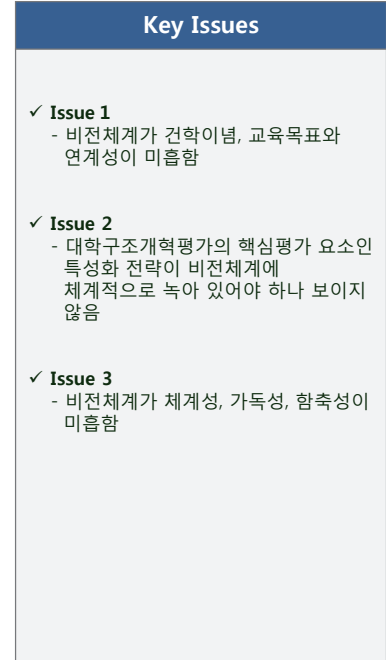 Key Issues
✓ Issue 1
- 비전체계가 건학이념, 교육목표와
연계성이 미흡함
✓ Issue 2
- 대학구조개혁평가의 핵심평가 요소인
특성화 전략이 비전체계에
체계적으로 녹아 있어야 하나 보이지
않음
✓ Issue 3
- 비전체계가 체계성, 가독성, 함축성이
미흡함